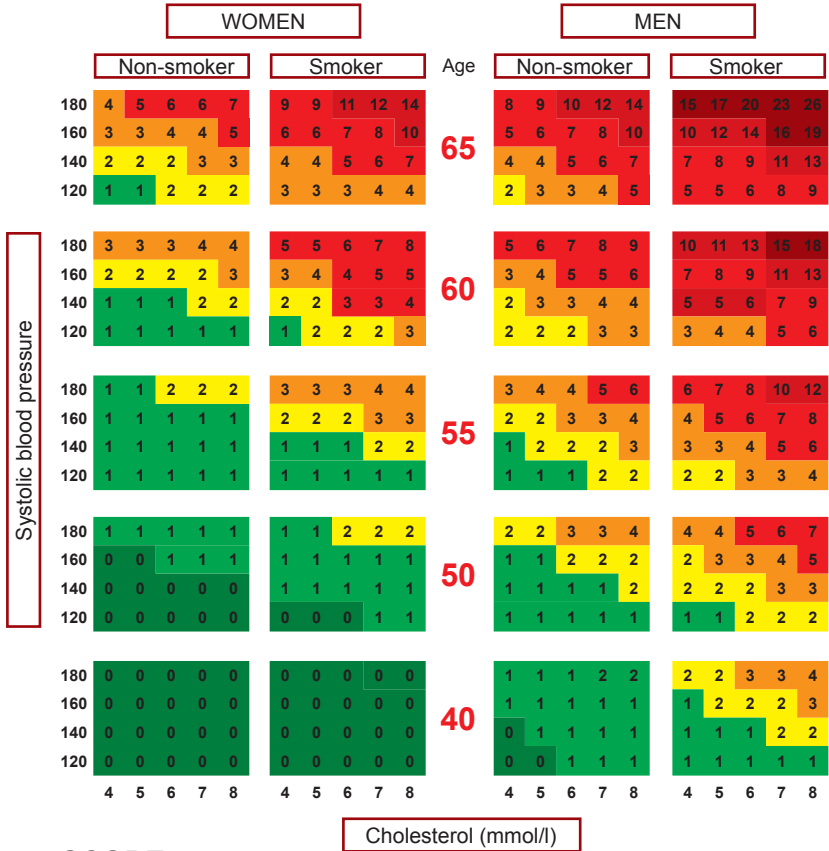 WOMEN MEN
Non-smoker Smoker Age Non-smoker Smoker
180 4 5 6 6 7 9 9 11 12 14 8 9 10 12 14 15 17 20 23 26
160 3 3 4 4 5 6 6 7 8 10 5 6 7 8 10 10 12 14 16 19
65
140 2 2 2 3 3 4 4 5 6 7 4 4 5 6 7 7 8 9 11 13
120 1 1 2 2 2 3 3 3 4 4 2 3 3 4 5 5 5 6 8 9
180 3 3 3 4 4 5 5 6 7 8 5 6 7 8 9 10 11 13 15 18
160 2 2 2 2 3 3 4 4 5 5 3 4 5 5 6 7 8 9 11 13
60
140 1 1 1 2 2 2 2 3 3 4 2 3 3 4 4 5 5 6 7 9
120 1 1 1 1 1 1 2 2 2 3 2 2 2 3 3 3 4 4 5 6
Systolic blood pressure
180 1 1 2 2 2 3 3 3 4 4 3 4 4 5 6 6 7 8 10 12
160 1 1 1 1 1 2 2 2 3 3 2 2 3 3 4 4 5 6 7 8
55
140 1 1 1 1 1 1 1 1 2 2 1 2 2 2 3 3 3 4 5 6
120 1 1 1 1 1 1 1 1 1 1 1 1 1 2 2 2 2 3 3 4
180 1 1 1 1 1 1 1 2 2 2 2 2 3 3 4 4 4 5 6 7
160 0 0 1 1 1 1 1 1 1 1 1 1 2 2 2 2 3 3 4 5
50
140 0 0 0 0 0 1 1 1 1 1 1 1 1 1 2 2 2 2 3 3
120 0 0 0 0 0 0 0 0 1 1 1 1 1 1 1 1 1 2 2 2
180 0 0 0 0 0 0 0 0 0 0 1 1 1 2 2 2 2 3 3 4
160 0 0 0 0 0 0 0 0 0 0 1 1 1 1 1 1 2 2 2 3
40
140 0 0 0 0 0 0 0 0 0 0 0 1 1 1 1 1 1 1 2 2
120 0 0 0 0 0 0 0 0 0 0 0 0 1 1 1 1 1 1 1 1
4 5 6 7 8 4 5 6 7 8 4 5 6 7 8 4 5 6 7 8
Cholesterol (mmol/l)